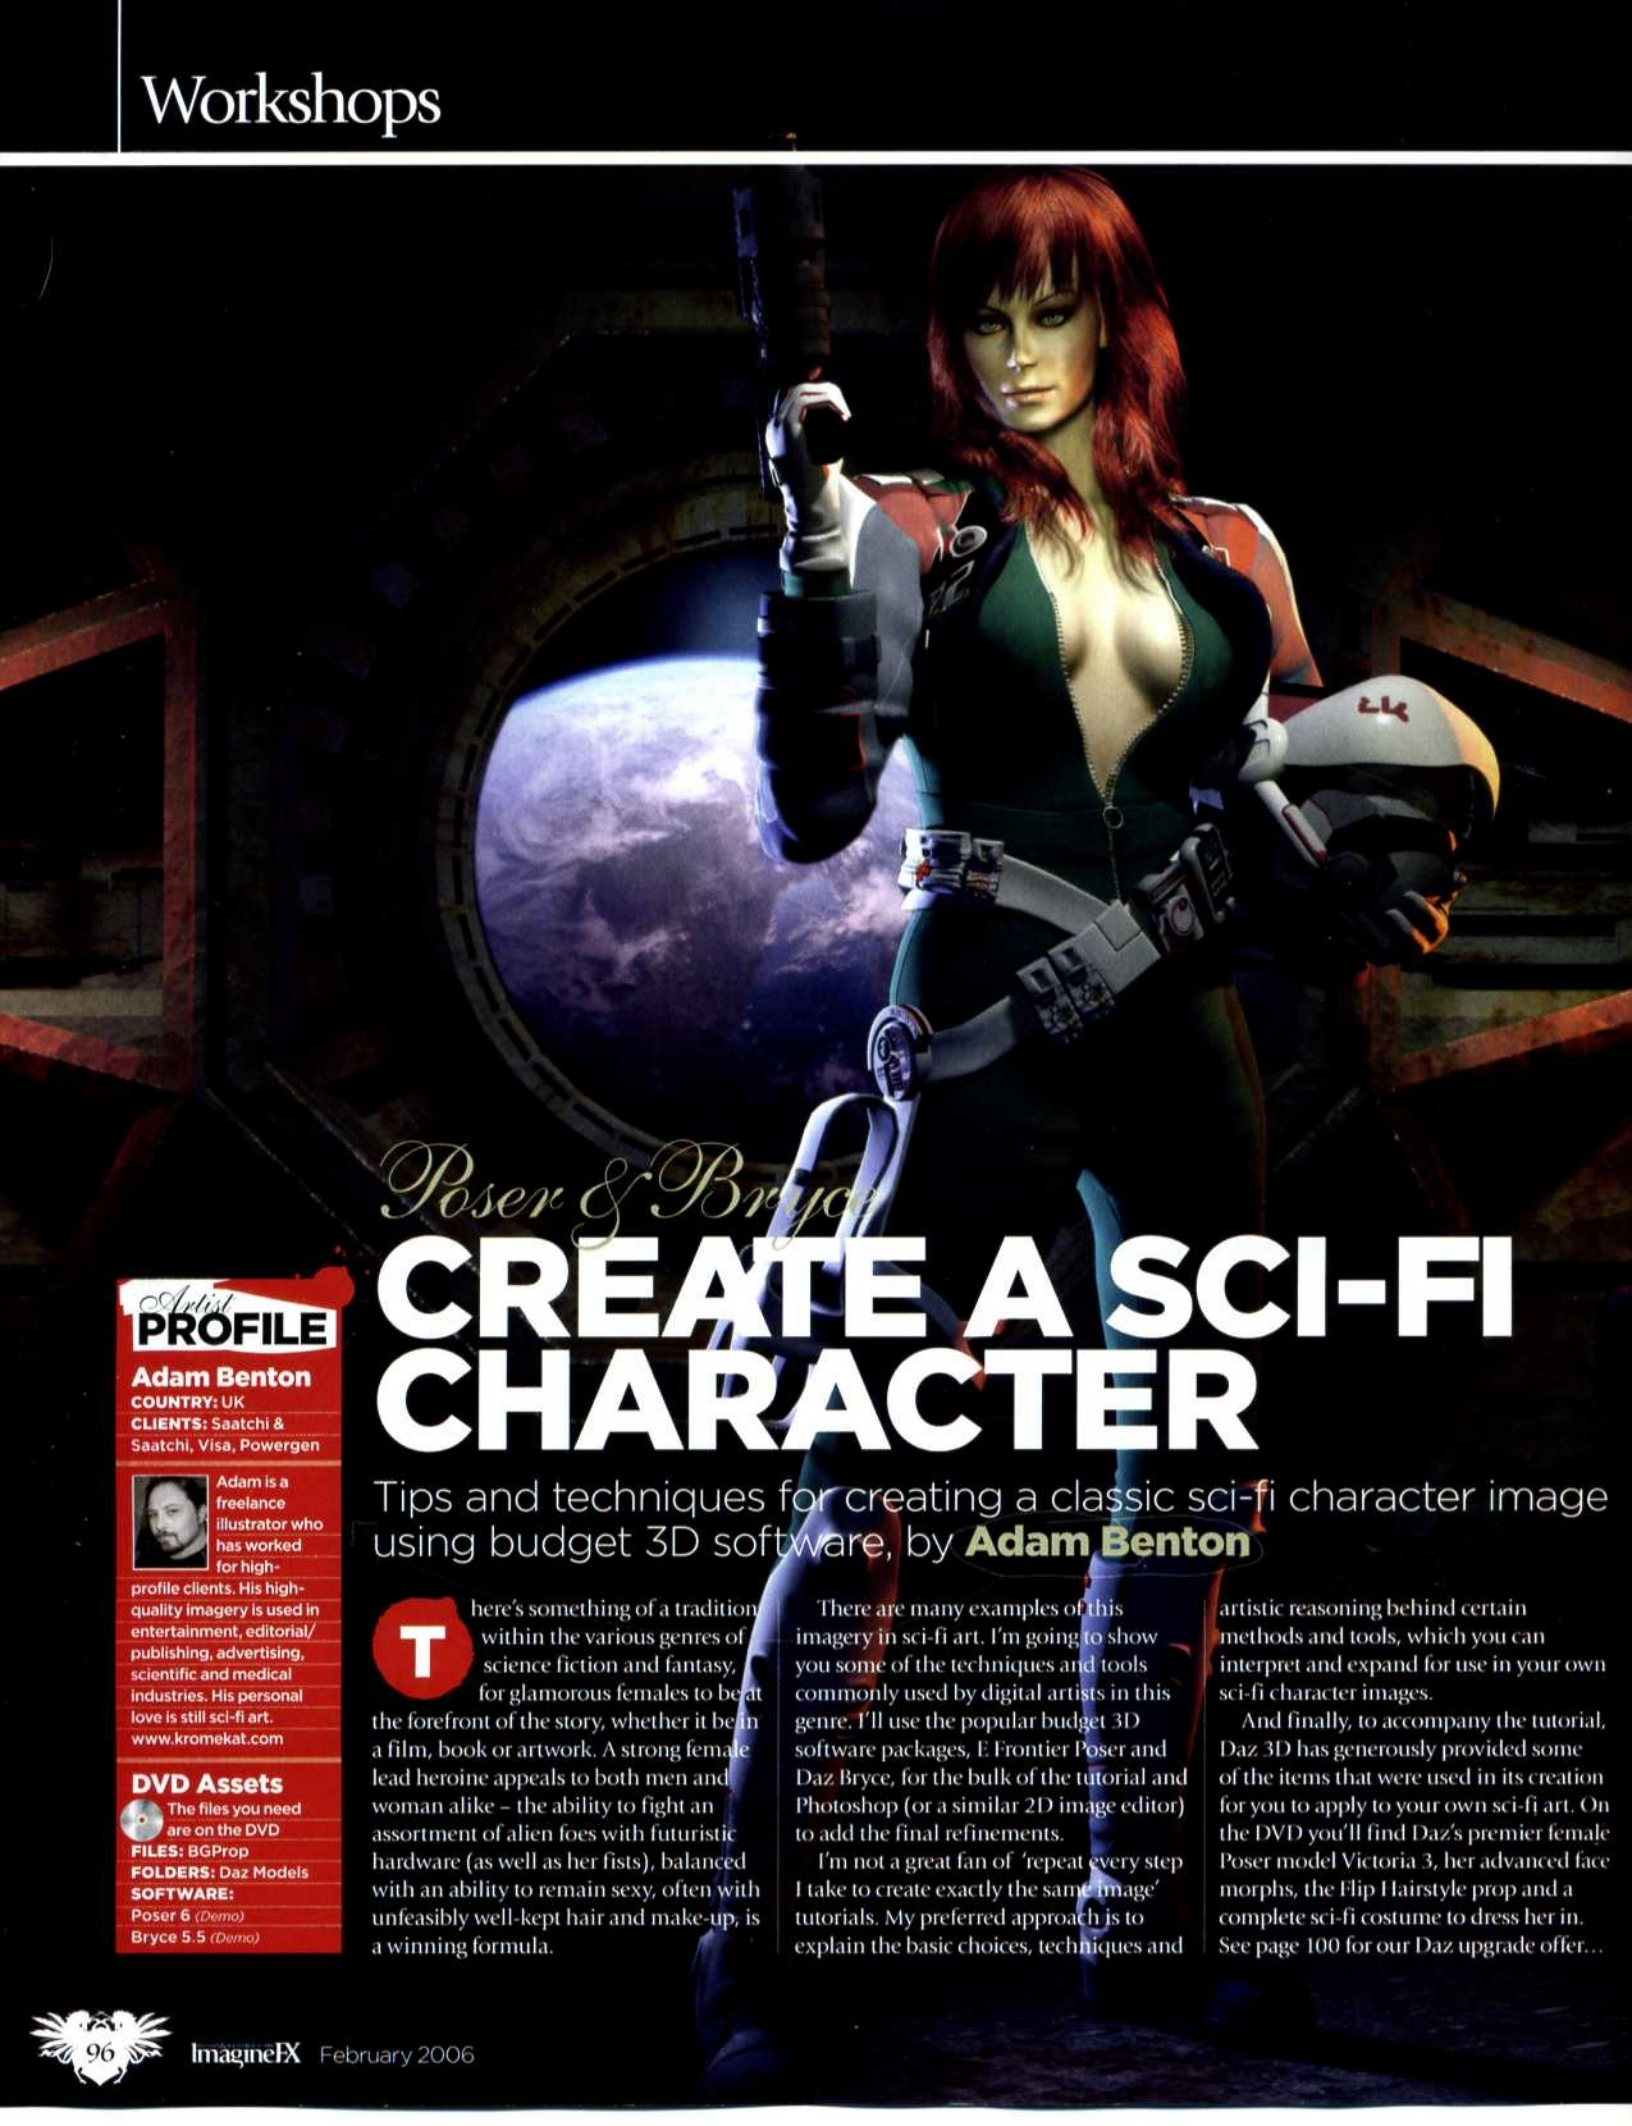 Workshops
Poser & Bryce
CREATE A SCI-FI
CHARACTER
Tips and techniques for creating a classic sci-fi character image
using budget 3D software, by Adam Benton
Artist
PROFILE
Adam Benton
COUNTRY: UK
CLIENTS: Saatchi &
Saatchi, Visa, Powergen
Adam is a
freelance
illustrator who
has worked
for high-
profile clients. His high-
quality imagery is used in
entertainment, editorial/
publishing, advertising,
scientific and medical
industries. His personal
love is still sci-fi art.
www.kromekat.com
DVD Assets
The files you need
are on the DVD
FILES: BGProp
FOLDERS: Daz Models
SOFTWARE:
Poser 6 (Demo)
Bryce 5.5 (Demo)
There's something of a tradition
within the various genres of
science fiction and fantasy,
for glamorous females to be at
the forefront of the story, whether it be in
a film, book or artwork. A strong female
lead heroine appeals to both men and
woman alike – the ability to fight an
assortment of alien foes with futuristic
hardware (as well as her fists), balanced
with an ability to remain sexy, often with
unfeasibly well-kept hair and make-up, is
a winning formula.
There are many examples of this
imagery in sci-fi art. I'm going to show
you some of the techniques and tools
commonly used by digital artists in this
genre. I'll use the popular budget 3D
software packages, E Frontier Poser and
Daz Bryce, for the bulk of the tutorial and
Photoshop (or a similar 2D image editor)
to add the final refinements.
I'm not a great fan of 'repeat every step
I take to create exactly the same image'
tutorials. My preferred approach is to
explain the basic choices, techniques and
artistic reasoning behind certain
methods and tools, which you can
interpret and expand for use in your own
sci-fi character images.
And finally, to accompany the tutorial,
Daz 3D has generously provided some
of the items that were used in its creation
for you to apply to your own sci-fi art. On
the DVD you'll find Daz's premier female
Poser model Victoria 3, her advanced face
morphs, the Flip Hairstyle prop and a
complete sci-fi costume to dress her in.
See page 100 for our Daz upgrade offer...
96
ImagineFX February 2006